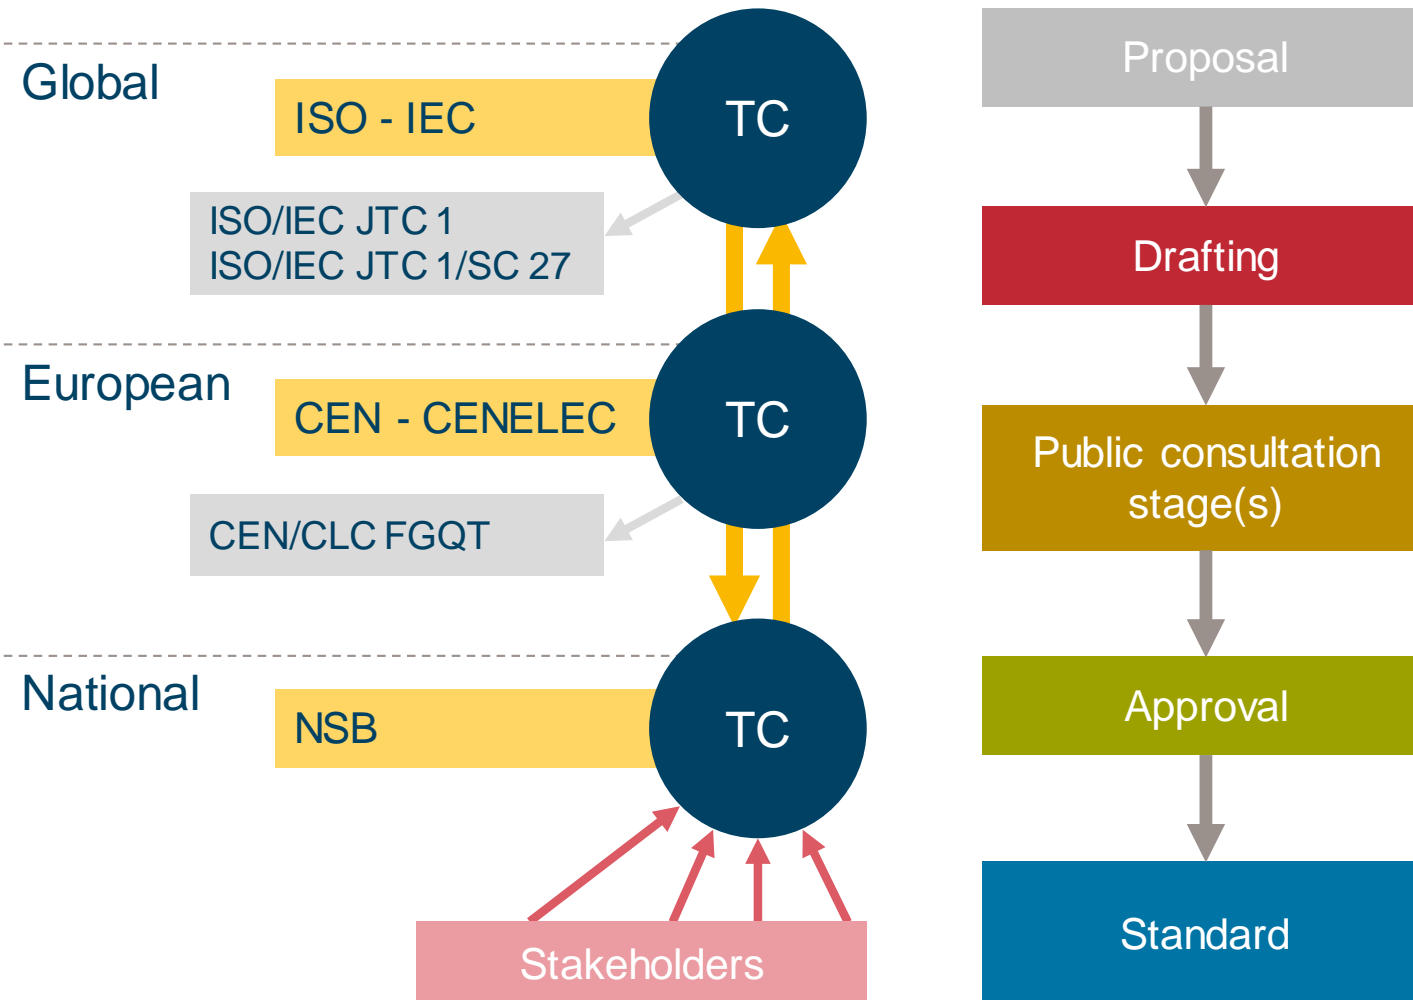 Global
ISO - IEC
TC
ISO/IEC JTC 1
ISO/IEC JTC 1/SC 27
European
CEN - CENELEC
TC
CEN/CLC FGQT
National
NSB
TC
Stakeholders
Proposal
Drafting
Public consultation
stage(s)
Approval
Standard